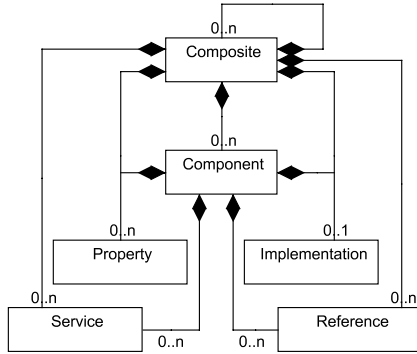 0..n
Composite
0..n
Component
0..n
0..1
Property
Implementation
0..n
0..n
Service
Reference
0..n
0..n